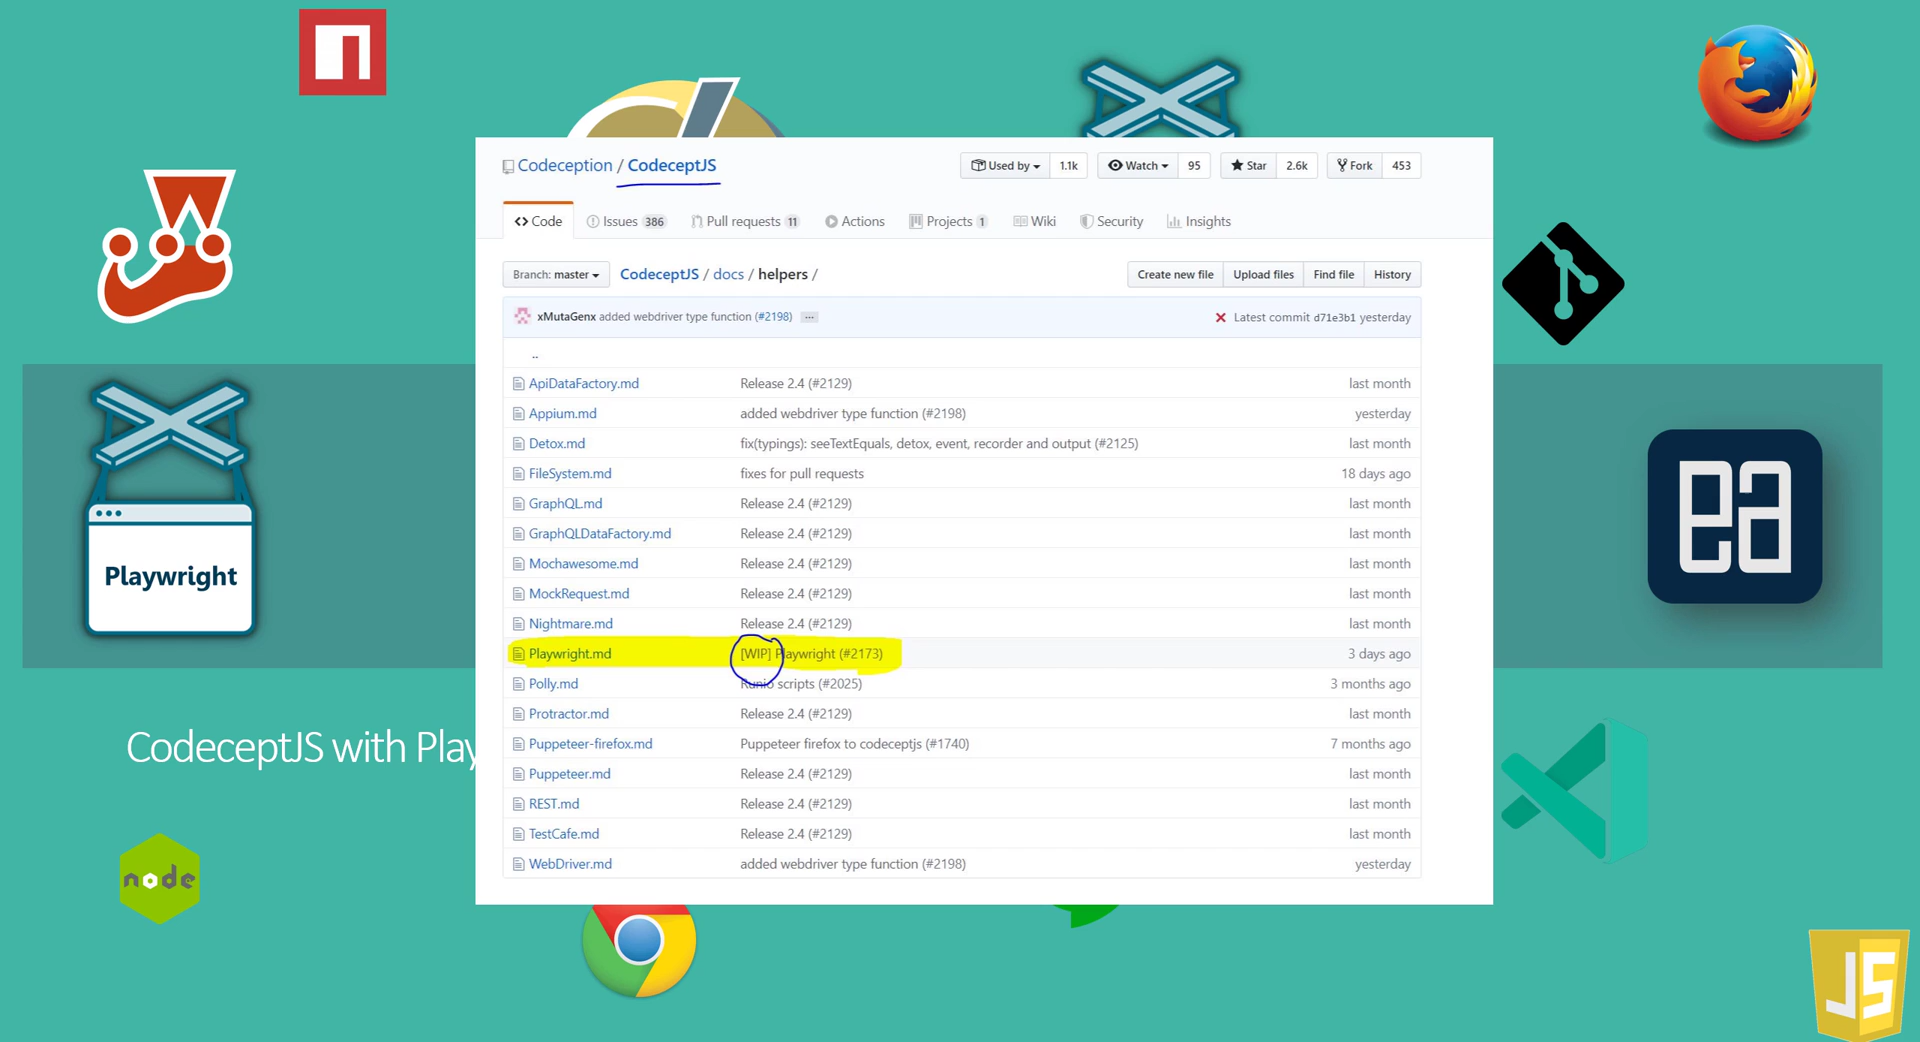 Codeception / CodeceptJS
Used by 1.1k Watch 95 Star 2.6k Fork 453
Code Issues 386 Pull requests 11 Actions Projects 1 Wiki Security Insights
Branch: master CodeceptJS / docs / helpers / Create new file Upload files Find file History
xMutaGenx added webdriver type function (#2198) ... Latest commit d71e3b1 yesterday
..
ApiDataFactory.md Release 2.4 (#2129) last month
Appium.md added webdriver type function (#2198) yesterday
Detox.md fix(typings): seeTextEquals, detox, event, recorder and output (#2125) last month
FileSystem.md fixes for pull requests 18 days ago
GraphQL.md Release 2.4 (#2129) last month
GraphQLDataFactory.md Release 2.4 (#2129) last month
Mochawesome.md Release 2.4 (#2129) last month
MockRequest.md Release 2.4 (#2129) last month
Nightmare.md Release 2.4 (#2129) last month
Playwright.md [WIP] Playwright (#2173) 3 days ago
Polly.md Runio scripts (#2025) 3 months ago
Protractor.md Release 2.4 (#2129) last month
Puppeteer-firefox.md Puppeteer firefox to codeceptjs (#1740) 7 months ago
Puppeteer.md Release 2.4 (#2129) last month
REST.md Release 2.4 (#2129) last month
TestCafe.md Release 2.4 (#2129) last month
WebDriver.md added webdriver type function (#2198) yesterday
Playwright
ea
CodeceptJS with Play
node
JS